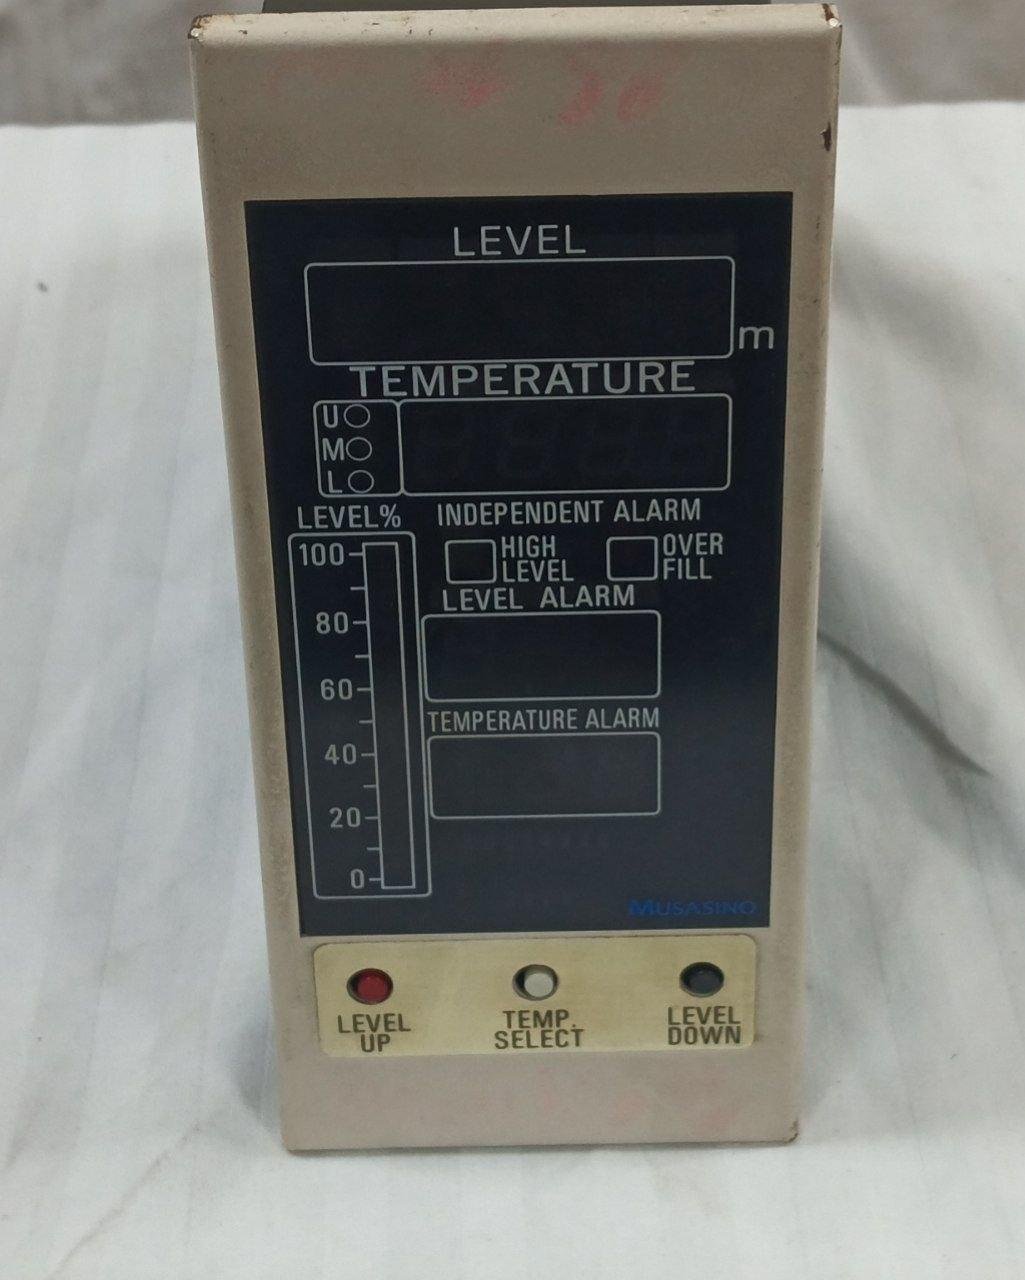 LEVEL
m
TEMPERATURE
U
M
L
LEVEL%
INDEPENDENT ALARM
HIGH
LEVEL
OVER
FILL
LEVEL ALARM
TEMPERATURE ALARM
100
80
60
40
20
0
MUSASINO
LEVEL
UP
TEMP.
SELECT
LEVEL
DOWN